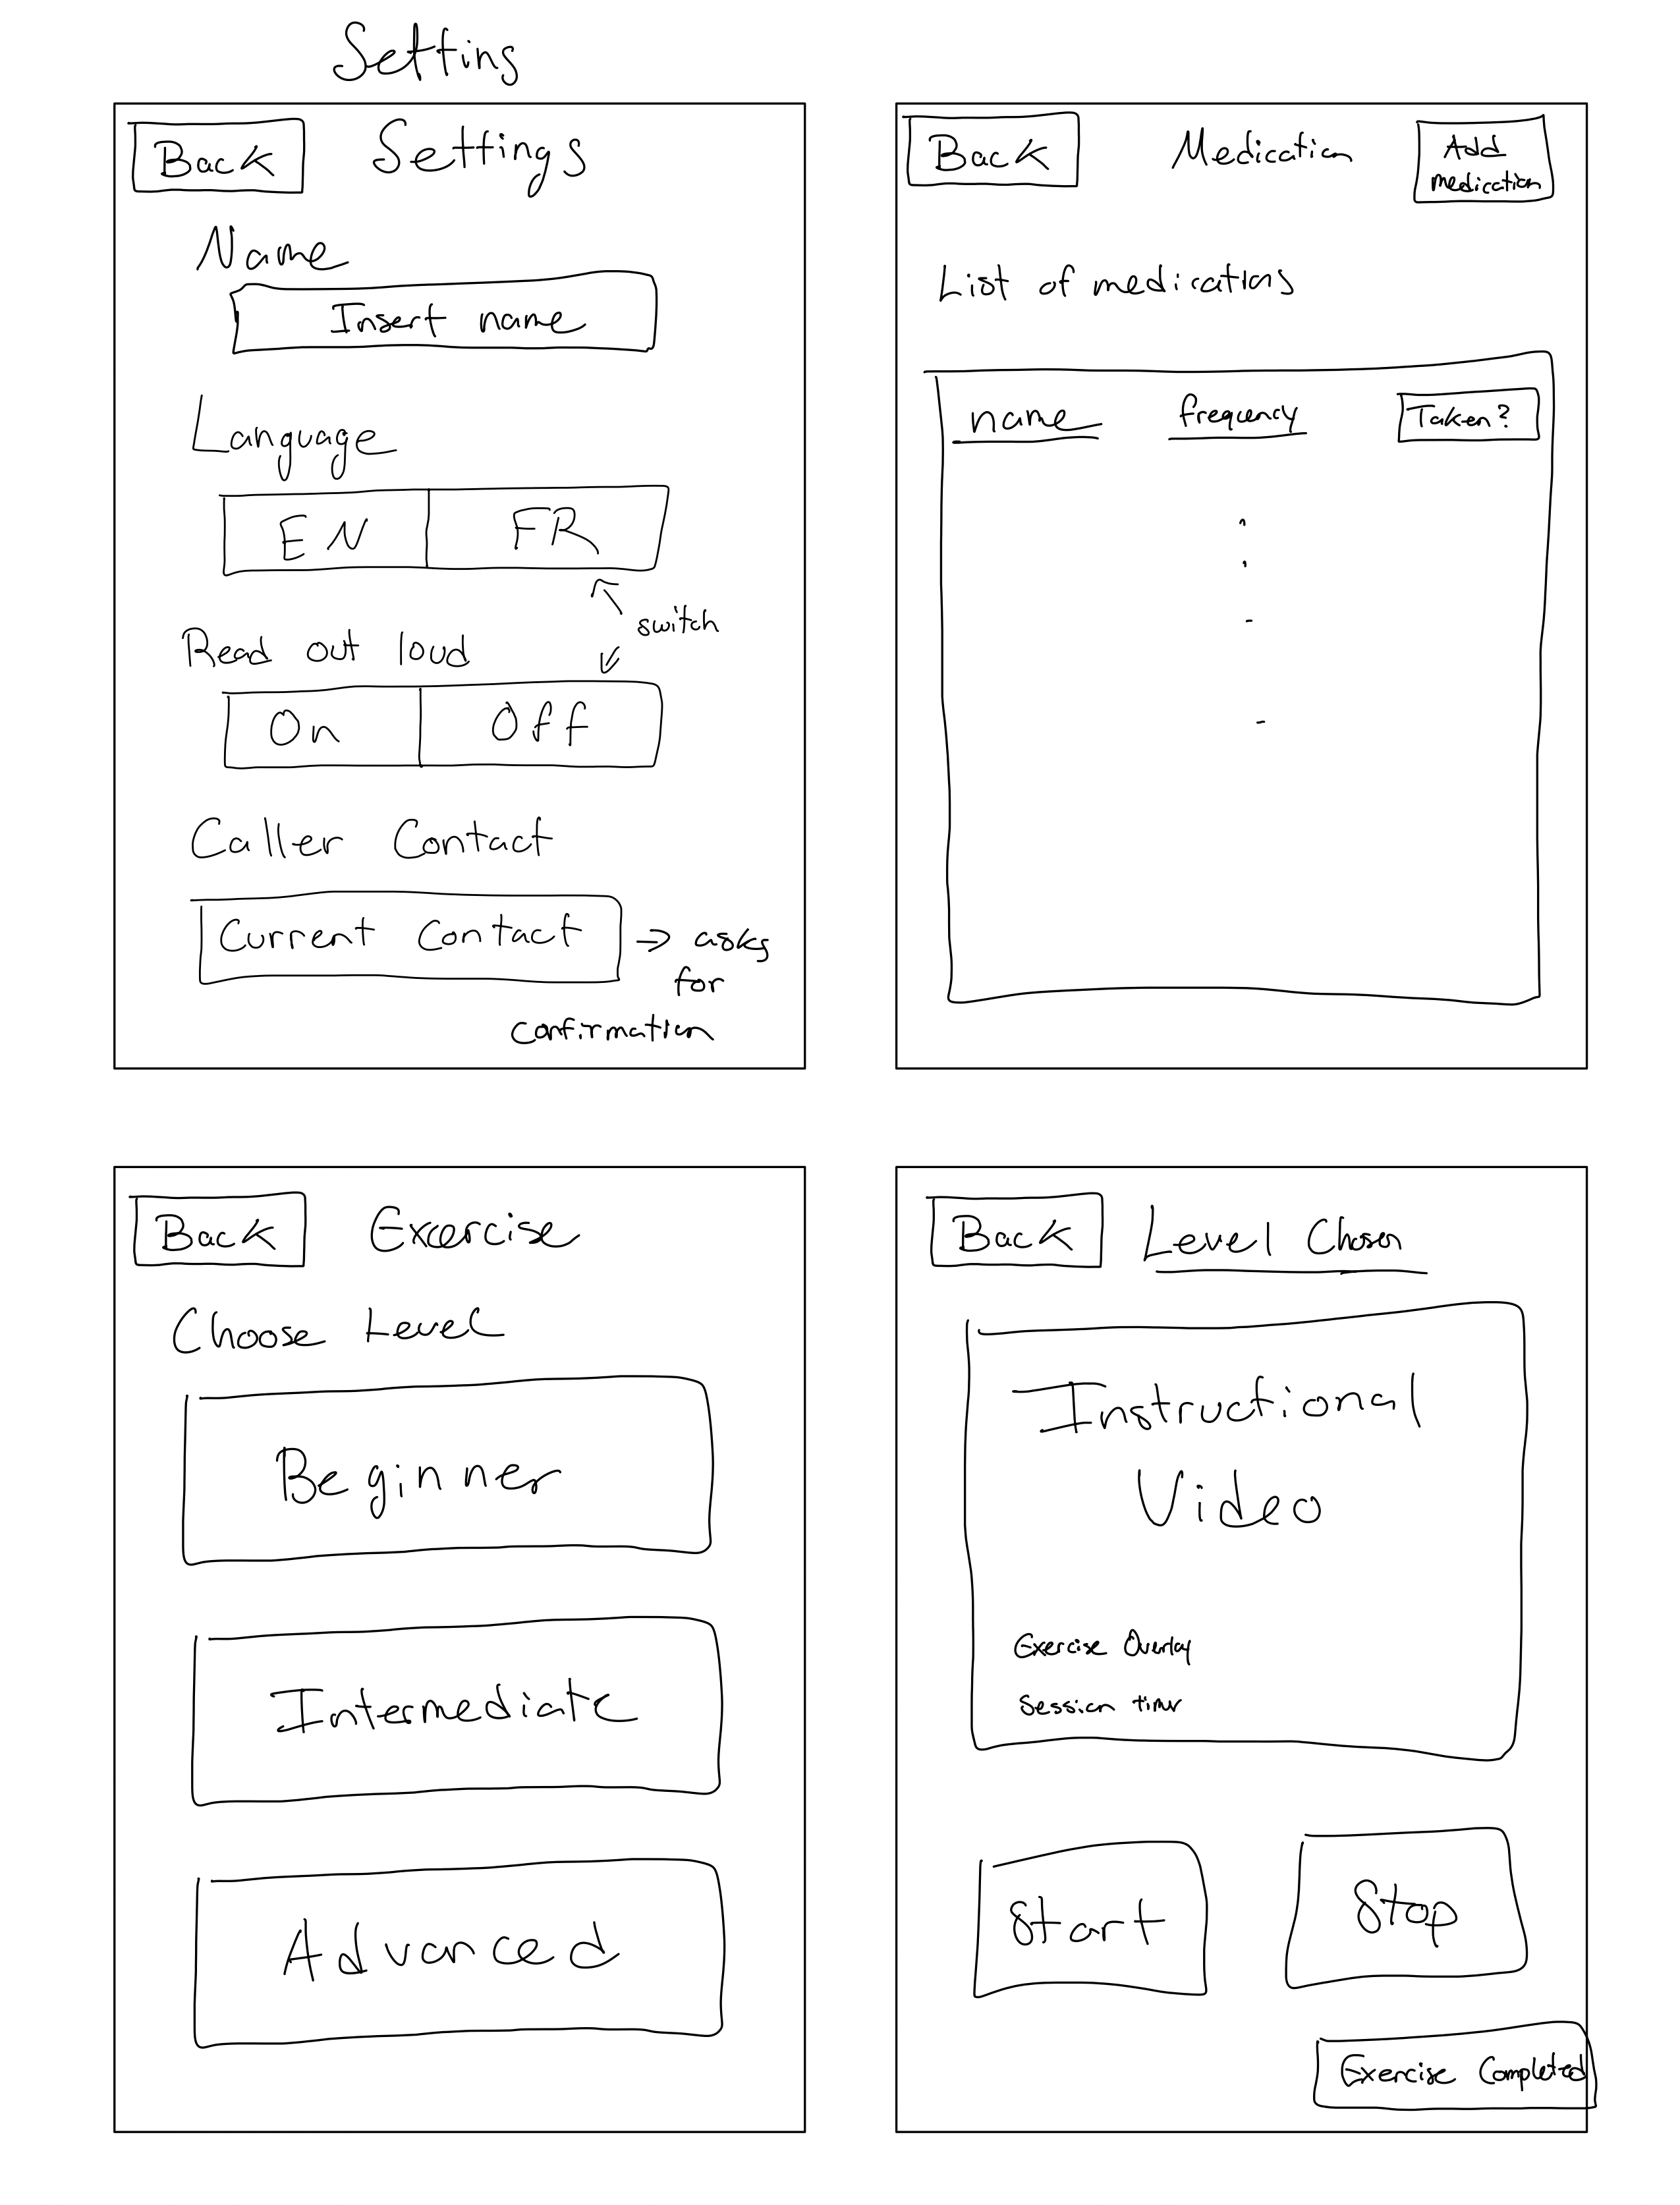 Setting
Back Settings
Name
Insert name
Language
EN FR
switch
Read out loud
On Off
Caller Contact
Current Contact → asks
for
confirmation
Back Medication Add
medication
List of medications
name frequency Taken?
Back Excercise
Choose Level
Beginner
Intermediate
Advanced
Back Level Chosen
Instructional
Video
Exercise Overlay
Session timer
Start Stop
Exercise Completed